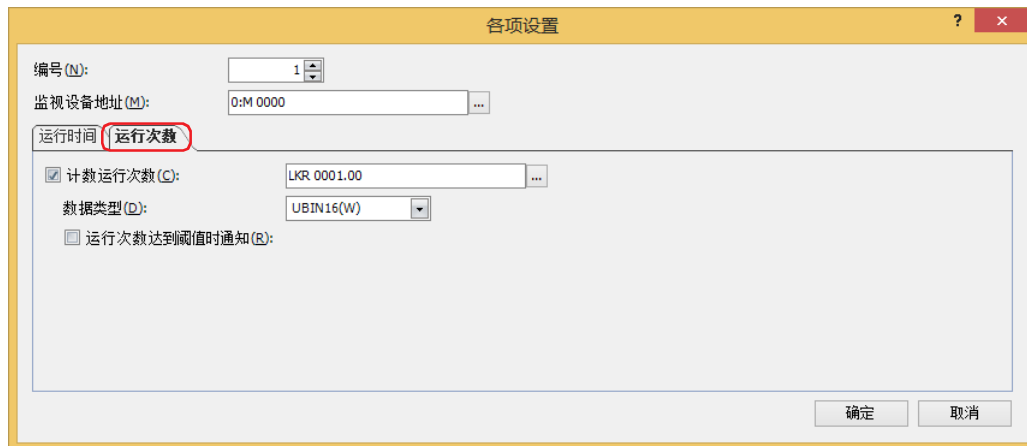 各项设置
? ×
编号(N): 1
监视设备地址(M): 0:M 0000 ...
运行时间 运行次数
计数运行次数(C): LKR 0001.00 ...
数据类型(D): UBIN16(W)
运行次数达到阈值时通知(R):
确定 取消